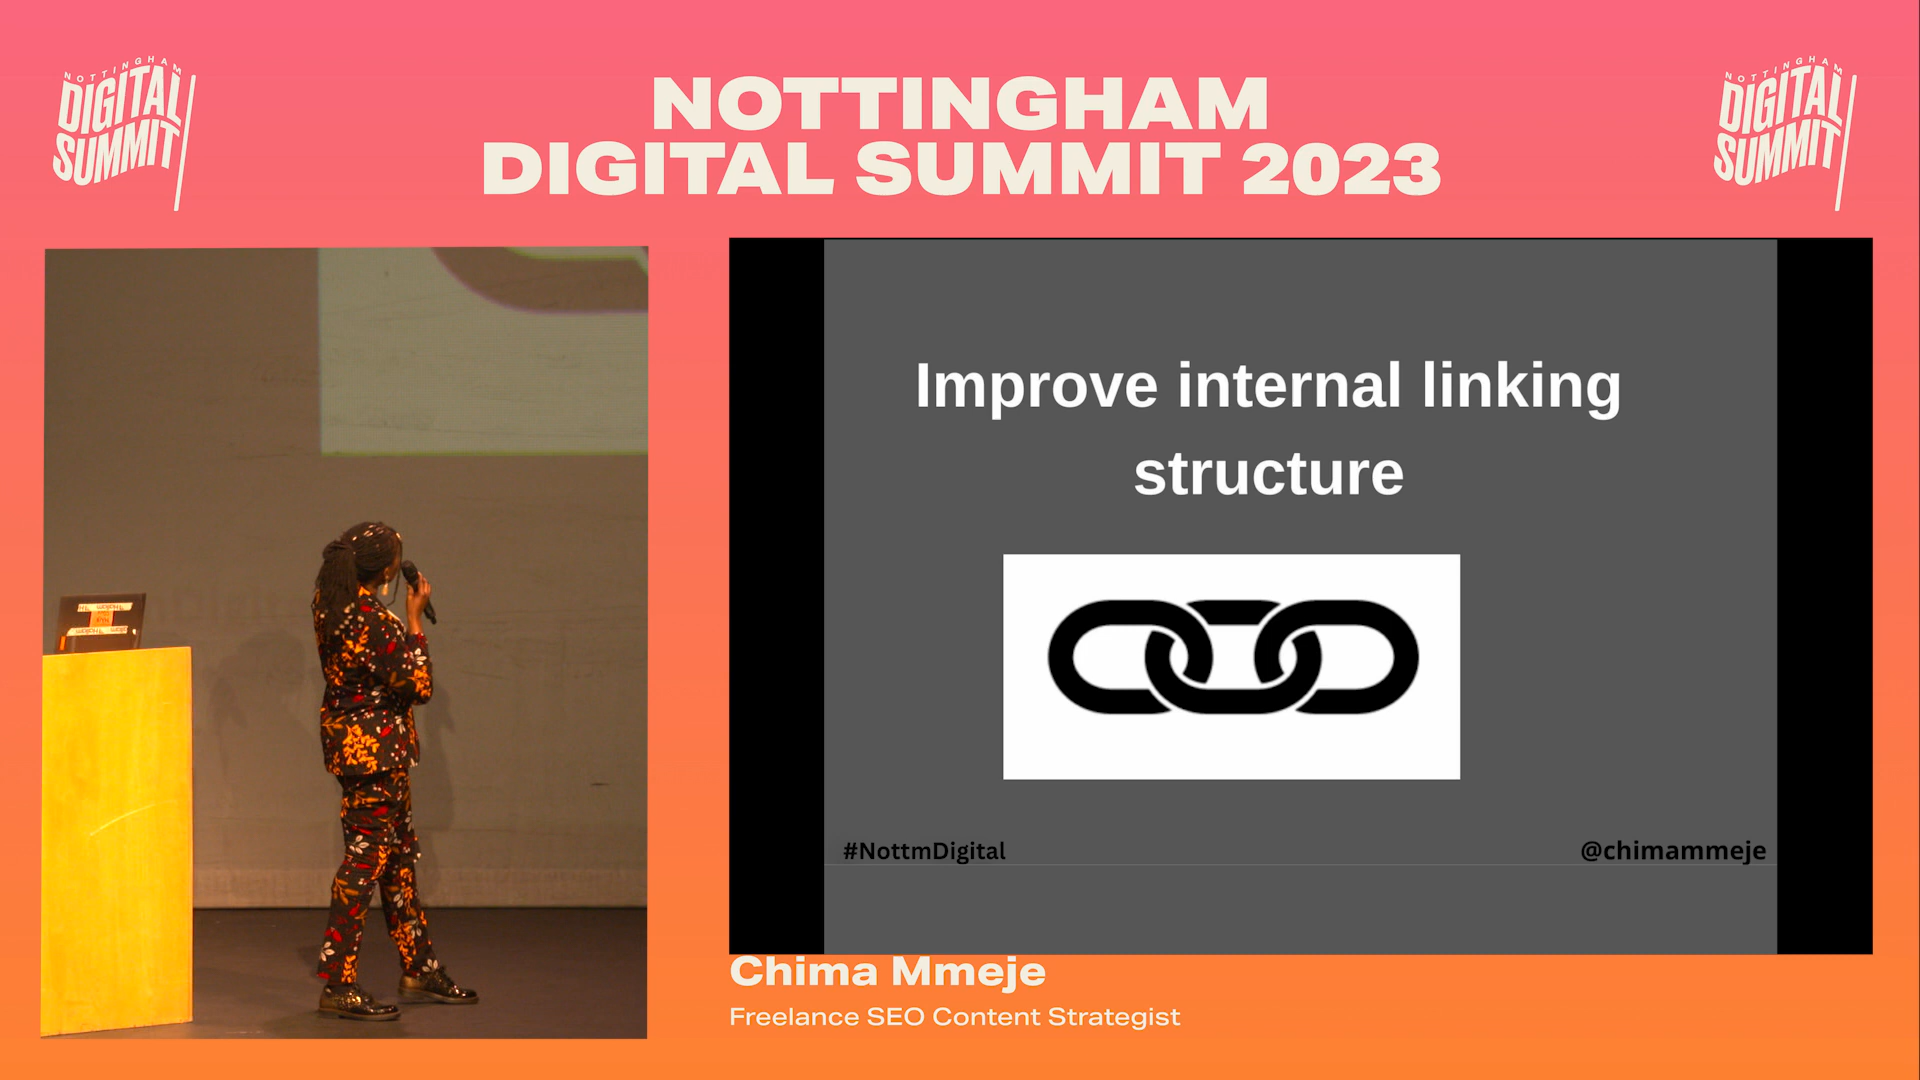 NOTTINGHAM
DIGITAL
SUMMIT
NOTTINGHAM
DIGITAL SUMMIT 2023
NOTTINGHAM
DIGITAL
SUMMIT
Improve internal linking
structure
#NottmDigital
@chimammeje
Chima Mmeje
Freelance SEO Content Strategist